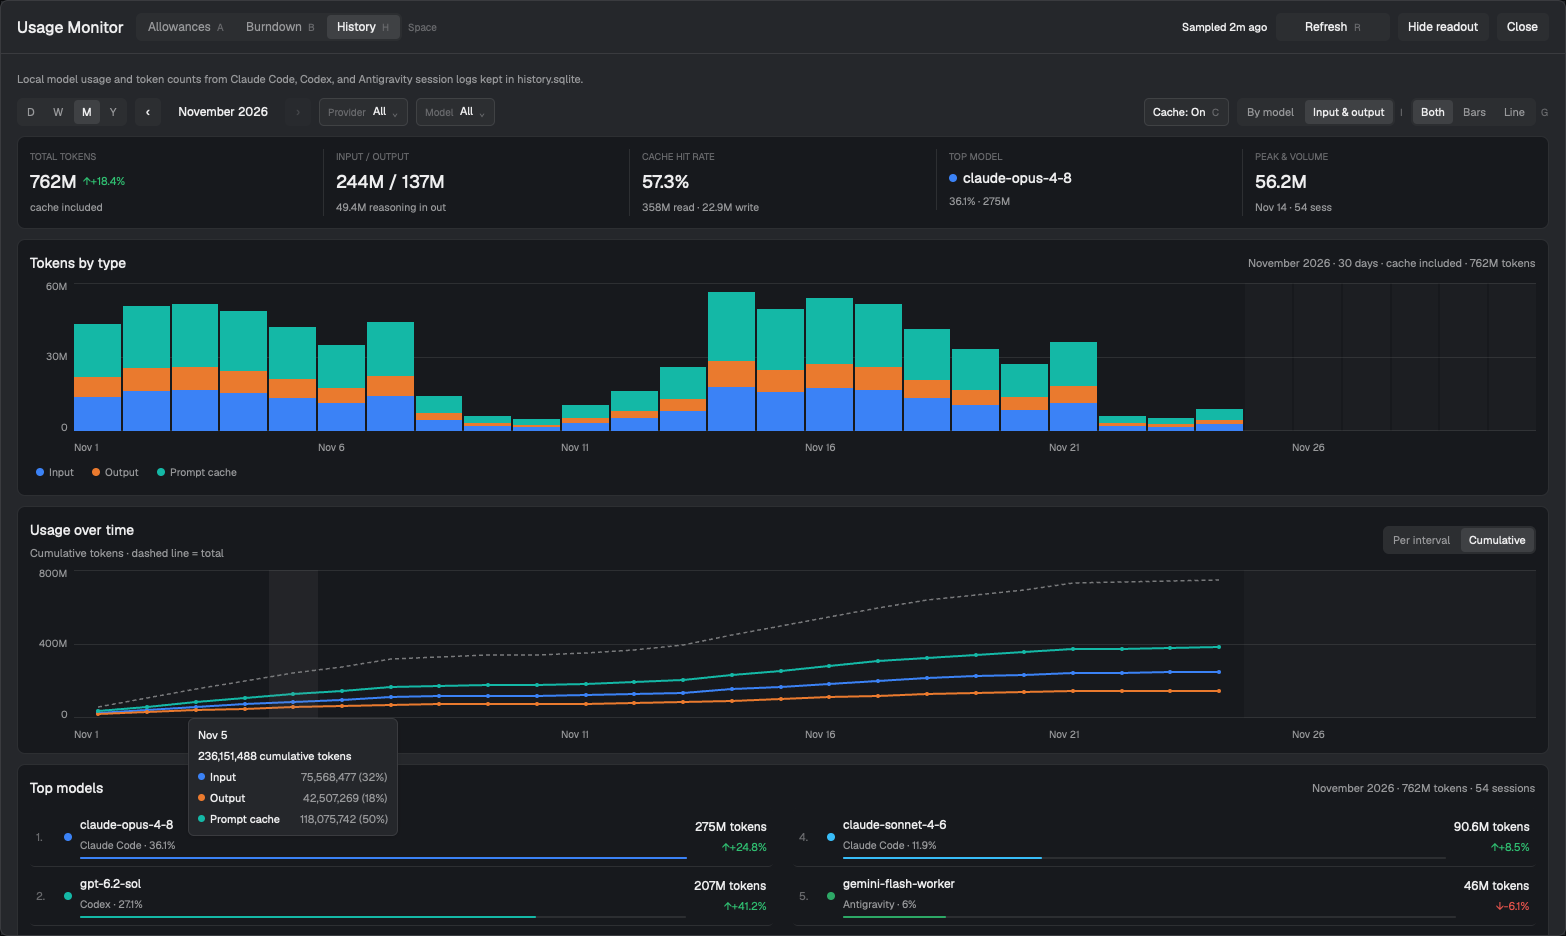 Usage Monitor
Allowances A
Burndown B
History H
Space
Sampled 2m ago
Refresh R
Hide readout
Close
Local model usage and token counts from Claude Code, Codex, and Antigravity session logs kept in history.sqlite.
D W M Y
‹ November 2026 ›
Provider All
Model All
Cache: On C
By model Input & output I
Both Bars Line G
TOTAL TOKENS
762M ↑+18.4%
cache included
INPUT / OUTPUT
244M / 137M
49.4M reasoning in out
CACHE HIT RATE
57.3%
358M read · 22.9M write
TOP MODEL
claude-opus-4-8
36.1% · 275M
PEAK & VOLUME
56.2M
Nov 14 · 54 sess
Tokens by type
November 2026 · 30 days · cache included · 762M tokens
60M
30M
0
Nov 1 Nov 6 Nov 11 Nov 16 Nov 21 Nov 26
Input Output Prompt cache
Usage over time
Cumulative tokens · dashed line = total
Per interval Cumulative
800M
400M
0
Nov 1 Nov 11 Nov 16 Nov 21 Nov 26
Nov 5
236,151,488 cumulative tokens
Input 75,568,477 (32%)
Output 42,507,269 (18%)
Prompt cache 118,075,742 (50%)
Top models
November 2026 · 762M tokens · 54 sessions
1. claude-opus-4-8 275M tokens
Claude Code · 36.1% ↑+24.8%
4. claude-sonnet-4-6 90.6M tokens
Claude Code · 11.9% ↑+8.5%
2. gpt-6.2-sol 207M tokens
Codex · 27.1% ↑+41.2%
5. gemini-flash-worker 46M tokens
Antigravity · 6% ↓-6.1%